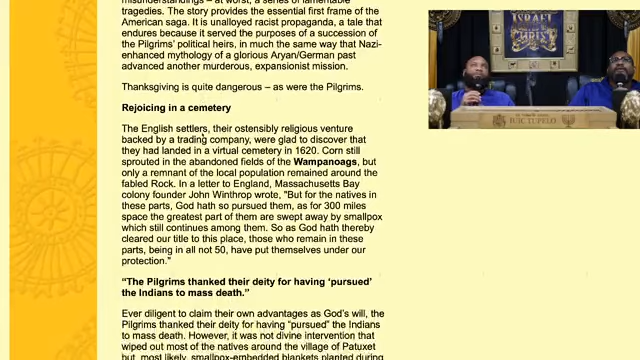 misunderstandings – at worst, a series of lamentable
tragedies. The story provides the essential first frame of the
American saga. It is unalloyed racist propaganda, a tale that
endures because it served the purposes of a succession of
the Pilgrims' political heirs, in much the same way that Nazi-
enhanced mythology of a glorious Aryan/German past
advanced another murderous, expansionist mission.
Thanksgiving is quite dangerous – as were the Pilgrims.
Rejoicing in a cemetery
The English settlers, their ostensibly religious venture
backed by a trading company, were glad to discover that
they had landed in a virtual cemetery in 1620. Corn still
sprouted in the abandoned fields of the Wampanoags, but
only a remnant of the local population remained around the
fabled Rock. In a letter to England, Massachusetts Bay
colony founder John Winthrop wrote, "But for the natives in
these parts, God hath so pursued them, as for 300 miles
space the greatest part of them are swept away by smallpox
which still continues among them. So as God hath thereby
cleared our title to this place, those who remain in these
parts, being in all not 50, have put themselves under our
protection."
“The Pilgrims thanked their deity for having ‘pursued’
the Indians to mass death.”
Ever diligent to claim their own advantages as God's will, the
Pilgrims thanked their deity for having “pursued” the Indians
to mass death. However, it was not divine intervention that
wiped out most of the natives around the village of Patuxet
but, most likely, smallpox-embedded blankets planted during
ISRAEL
CHRIST
IUIC TUPELO